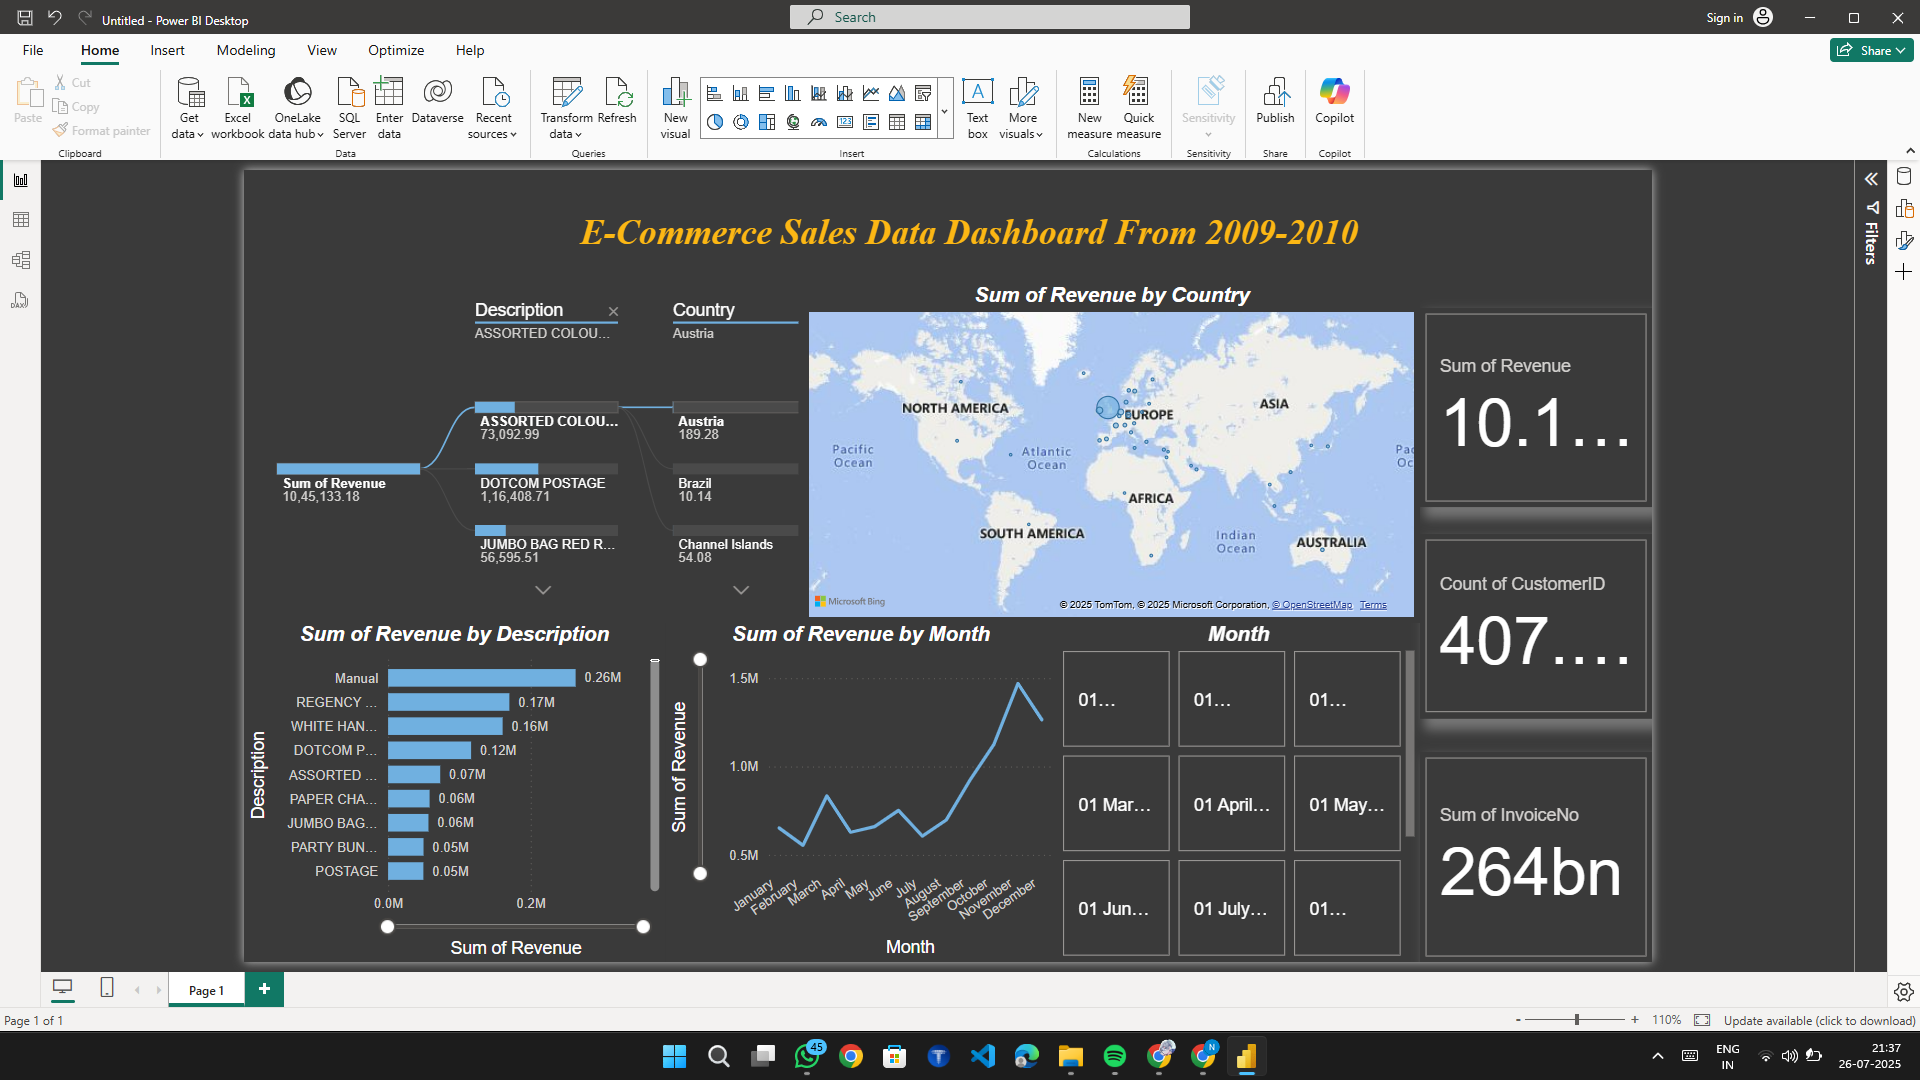 Untitled - Power BI Desktop
Search
Sign in
File Home Insert Modeling View Optimize Help
Share
Paste
Cut
Copy
Format painter
Clipboard
Get data
Excel workbook
OneLake data hub
SQL Server
Enter data
Dataverse
Recent sources
Data
Transform data
Refresh
Queries
New visual
Text box
More visuals
Insert
New measure
Quick measure
Calculations
Sensitivity
Sensitivity
Publish
Share
Copilot
Copilot
E-Commerce Sales Data Dashboard From 2009-2010
Description
ASSORTED COLOU...
Country
Austria
Sum of Revenue
10,45,133.18
ASSORTED COLOU...
73,092.99
DOTCOM POSTAGE
1,16,408.71
JUMBO BAG RED R...
56,595.51
Austria
189.28
Brazil
10.14
Channel Islands
54.08
Sum of Revenue by Country
NORTH AMERICA
EUROPE
ASIA
Pacific Ocean
Atlantic Ocean
Pac
Oc
AFRICA
SOUTH AMERICA
Indian Ocean
AUSTRALIA
Microsoft Bing
© 2025 TomTom, © 2025 Microsoft Corporation, © OpenStreetMap Terms
Sum of Revenue
10.1...
Count of CustomerID
407....
Sum of InvoiceNo
264bn
Filters
Sum of Revenue by Description
Description
Manual 0.26M
REGENCY ... 0.17M
WHITE HAN... 0.16M
DOTCOM P... 0.12M
ASSORTED ... 0.07M
PAPER CHA... 0.06M
JUMBO BAG... 0.06M
PARTY BUN... 0.05M
POSTAGE 0.05M
0.0M 0.2M
Sum of Revenue
Sum of Revenue by Month
Sum of Revenue
1.5M
1.0M
0.5M
January February March April May June July August September October November December
Month
Month
01... 01... 01...
01 Mar... 01 April... 01 May...
01 Jun... 01 July... 01...
Page 1
Page 1 of 1
- + 110%
Update available (click to download)
45
N
ENG
IN
21:37
26-07-2025
DAX